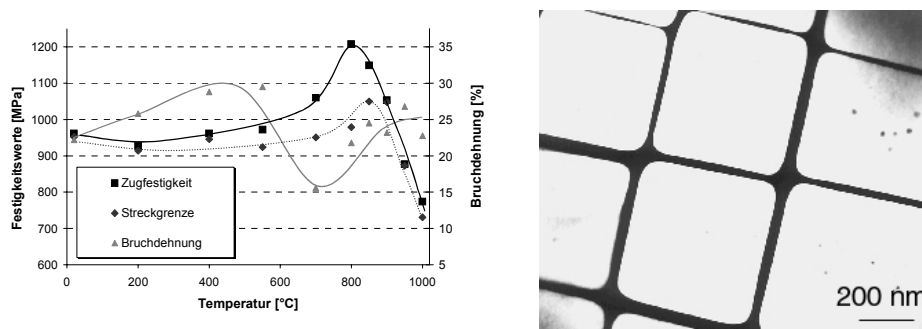 1200
1100
1000
900
800
700
600
Festigkeitswerte [MPa]
35
30
25
20
15
10
5
Bruchdehnung [%]
Zugfestigkeit
Streckgrenze
Bruchdehnung
0 200 400 600 800 1000
Temperatur [°C]
200 nm